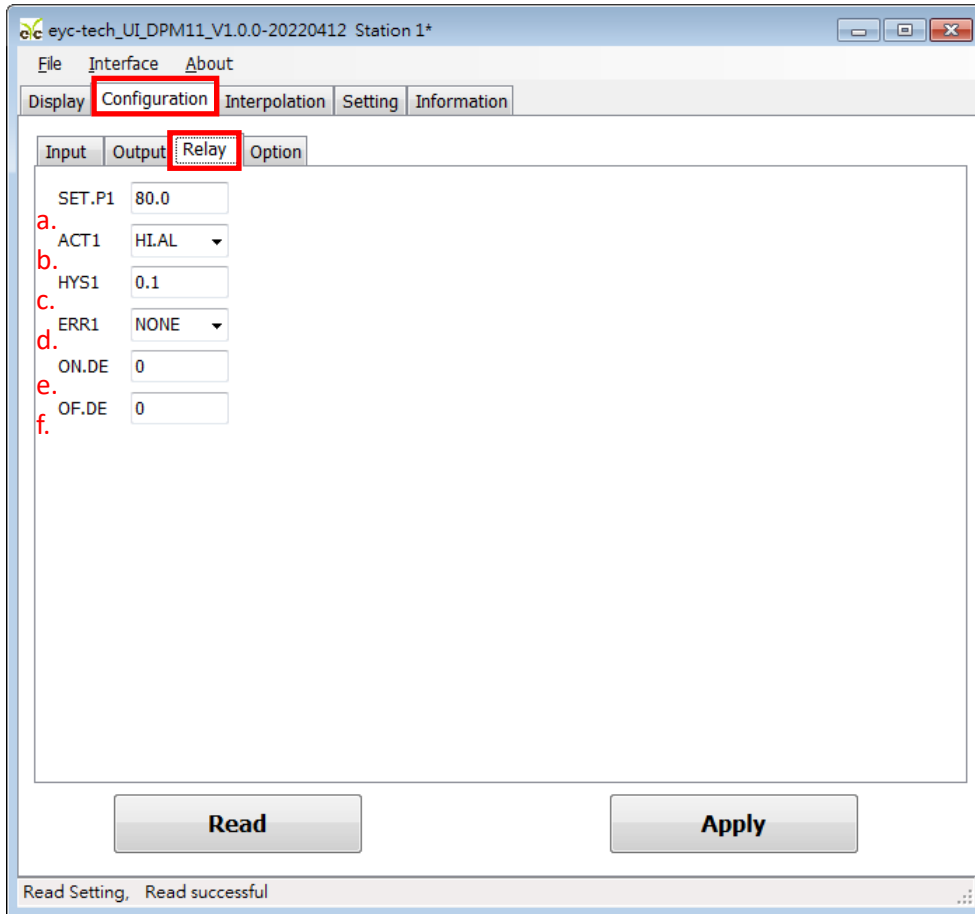 eyc eyc-tech_UI_DPM11_V1.0.0-20220412 Station 1*
File Interface About
Display Configuration Interpolation Setting Information
Input Output Relay Option
SET.P1 80.0
a.
ACT1 HI.AL
b.
HYS1 0.1
c.
ERR1 NONE
d.
ON.DE 0
e.
OF.DE 0
f.
Read Apply
Read Setting, Read successful